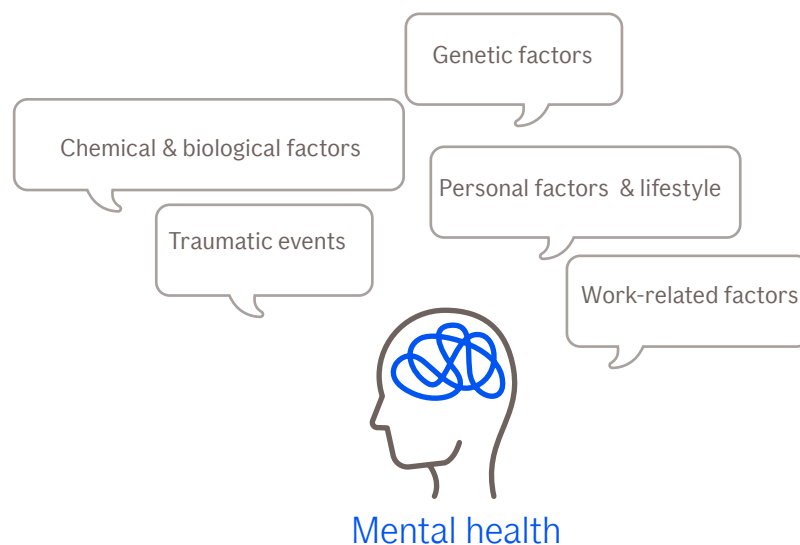 Genetic factors
Chemical & biological factors
Personal factors & lifestyle
Traumatic events
Work-related factors
Mental health